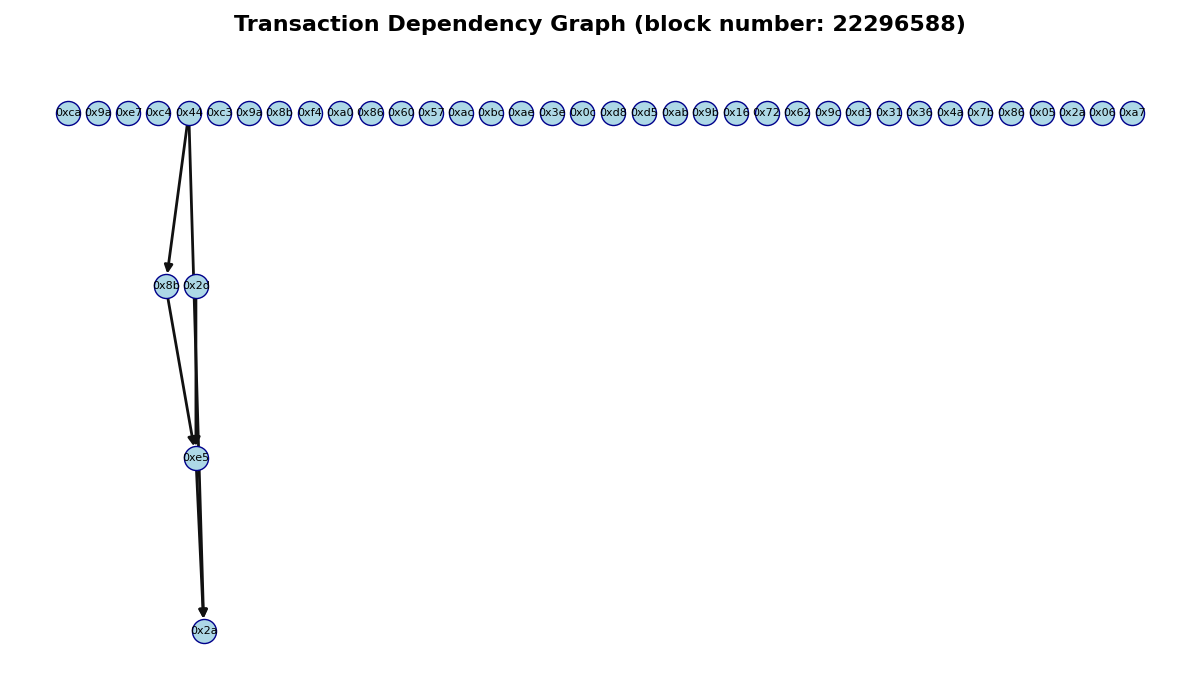 Transaction Dependency Graph (block number: 22296588)
0xca 0x9a 0xe7 0xc4 0x44 0xc3 0x9a 0x8b 0xf4 0xa0 0x86 0x60 0x57 0xac 0xbc 0xae 0x3e 0x0c 0xd8 0xd5 0xab 0x9b 0x16 0x72 0x62 0x9c 0xd3 0x31 0x36 0x4a 0x7b 0x86 0x05 0x2a 0x06 0xa7
0x8b 0x2d
0xe5
0x2a